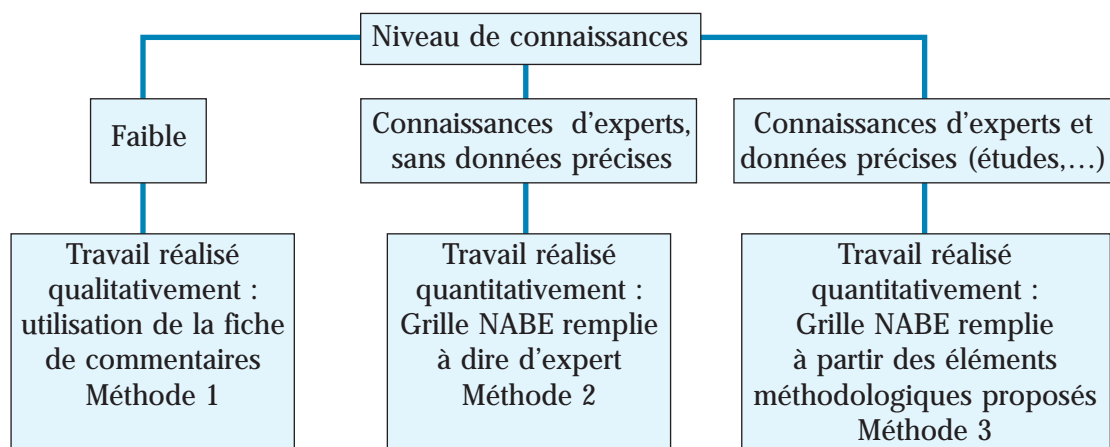 Niveau de connaissances
Faible
Connaissances d'experts,
sans données précises
Connaissances d'experts et
données précises (études,…)
Travail réalisé
qualitativement :
utilisation de la fiche
de commentaires
Méthode 1
Travail réalisé
quantitativement :
Grille NABE remplie
à dire d'expert
Méthode 2
Travail réalisé
quantitativement :
Grille NABE remplie
à partir des éléments
méthodologiques proposés
Méthode 3